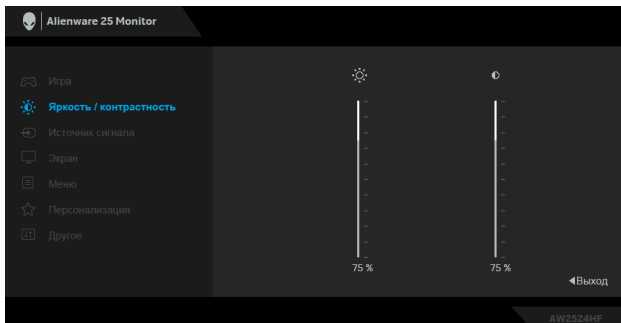 Alienware 25 Monitor
Игра
Яркость / контрастность
Источник сигнала
Экран
Меню
Персонализация
Другое
75 % 75 %
Выход
AW2524HF